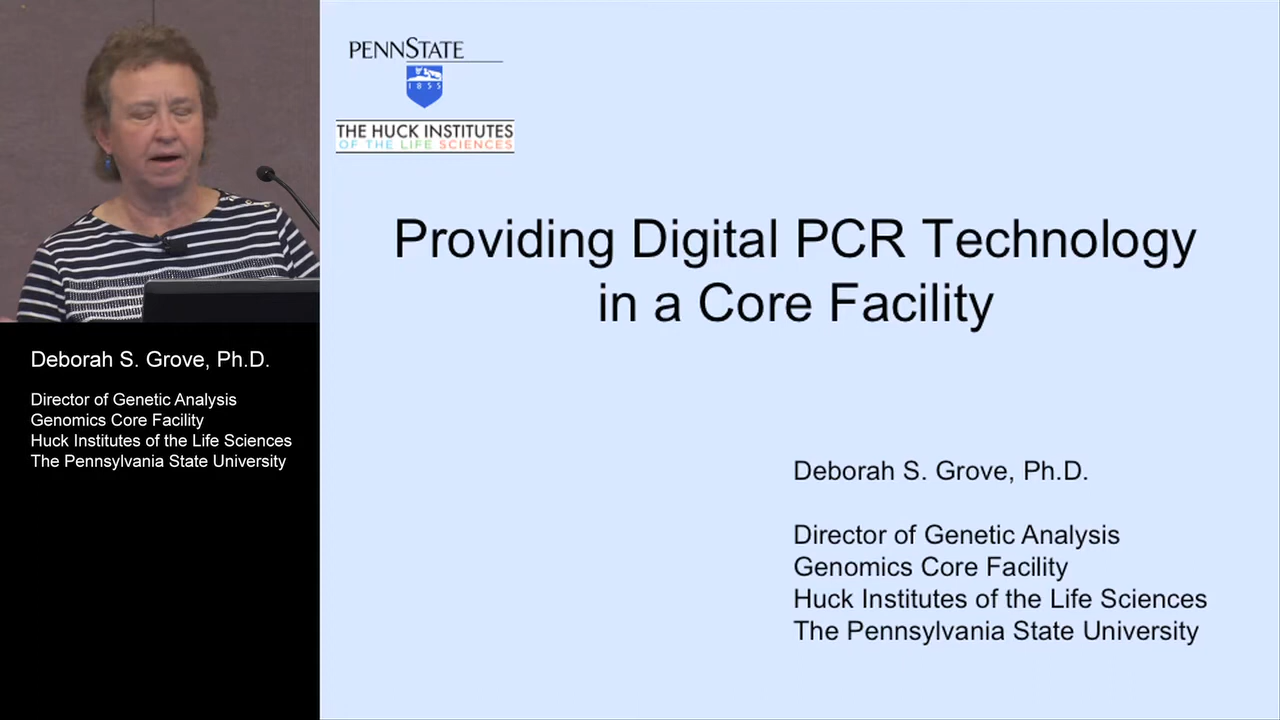 PENNSTATE
1855
THE HUCK INSTITUTES
OF THE LIFE SCIENCES
Providing Digital PCR Technology
in a Core Facility
Deborah S. Grove, Ph.D.
Director of Genetic Analysis
Genomics Core Facility
Huck Institutes of the Life Sciences
The Pennsylvania State University
Deborah S. Grove, Ph.D.
Director of Genetic Analysis
Genomics Core Facility
Huck Institutes of the Life Sciences
The Pennsylvania State University